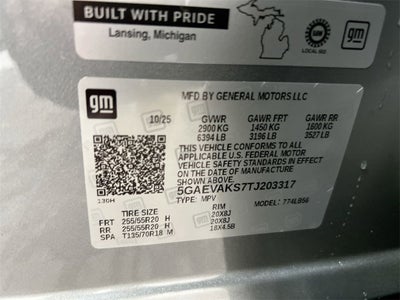 BUILT WITH PRIDE
Lansing, Michigan
LOCAL 602
gm
gm
MFD BY GENERAL MOTORS LLC
10/25 GVWR GAWR FRT GAWR RR
2900 KG 1450 KG 1600 KG
6394 LB 3196 LB 3527 LB
THIS VEHICLE CONFORMS TO ALL
APPLICABLE U.S. FEDERAL MOTOR
VEHICLE SAFETY STANDARDS IN EFFECT
ON THE DATE OF MANUFACTURE
SHOWN ABOVE.
5GAEVAKS7TJ203317
TYPE: MPV MODEL: 774LB56
TIRE SIZE RIM
FRT 255/55R20 H 20X8J
RR 255/55R20 H 20X8J
SPA T135/70R18 M 18X4.5B